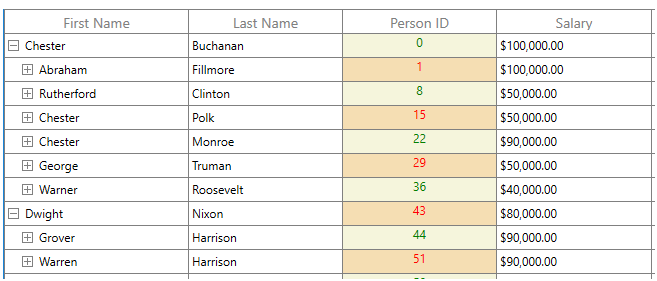 First Name Last Name Person ID Salary
Chester Buchanan 0 $100,000.00
Abraham Fillmore 1 $100,000.00
Rutherford Clinton 8 $50,000.00
Chester Polk 15 $50,000.00
Chester Monroe 22 $90,000.00
George Truman 29 $50,000.00
Warner Roosevelt 36 $40,000.00
Dwight Nixon 43 $80,000.00
Grover Harrison 44 $90,000.00
Warren Harrison 51 $90,000.00